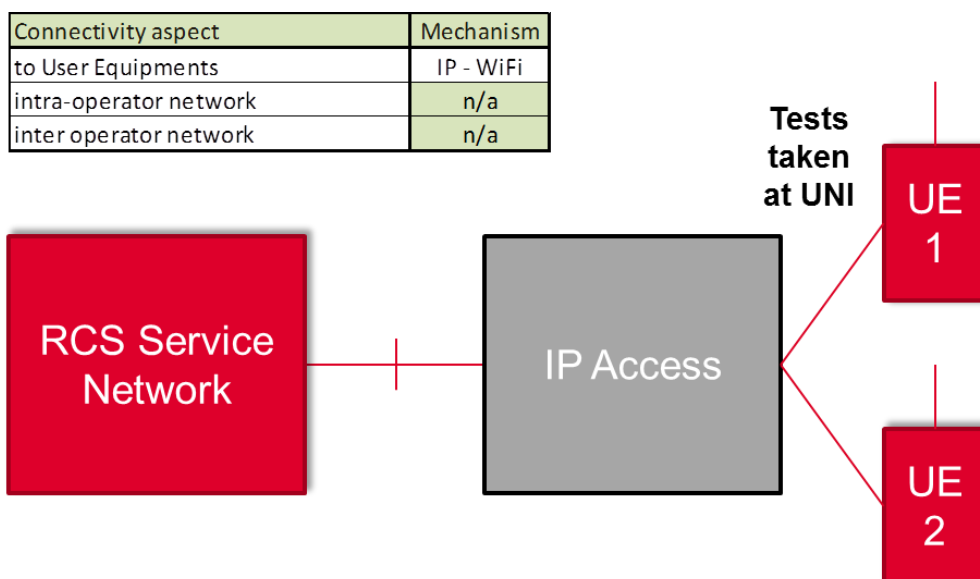 Connectivity aspect Mechanism
to User Equipments IP - WiFi
intra-operator network n/a
inter operator network n/a
Tests
taken
at UNI
UE
1
RCS Service
Network
IP Access
UE
2